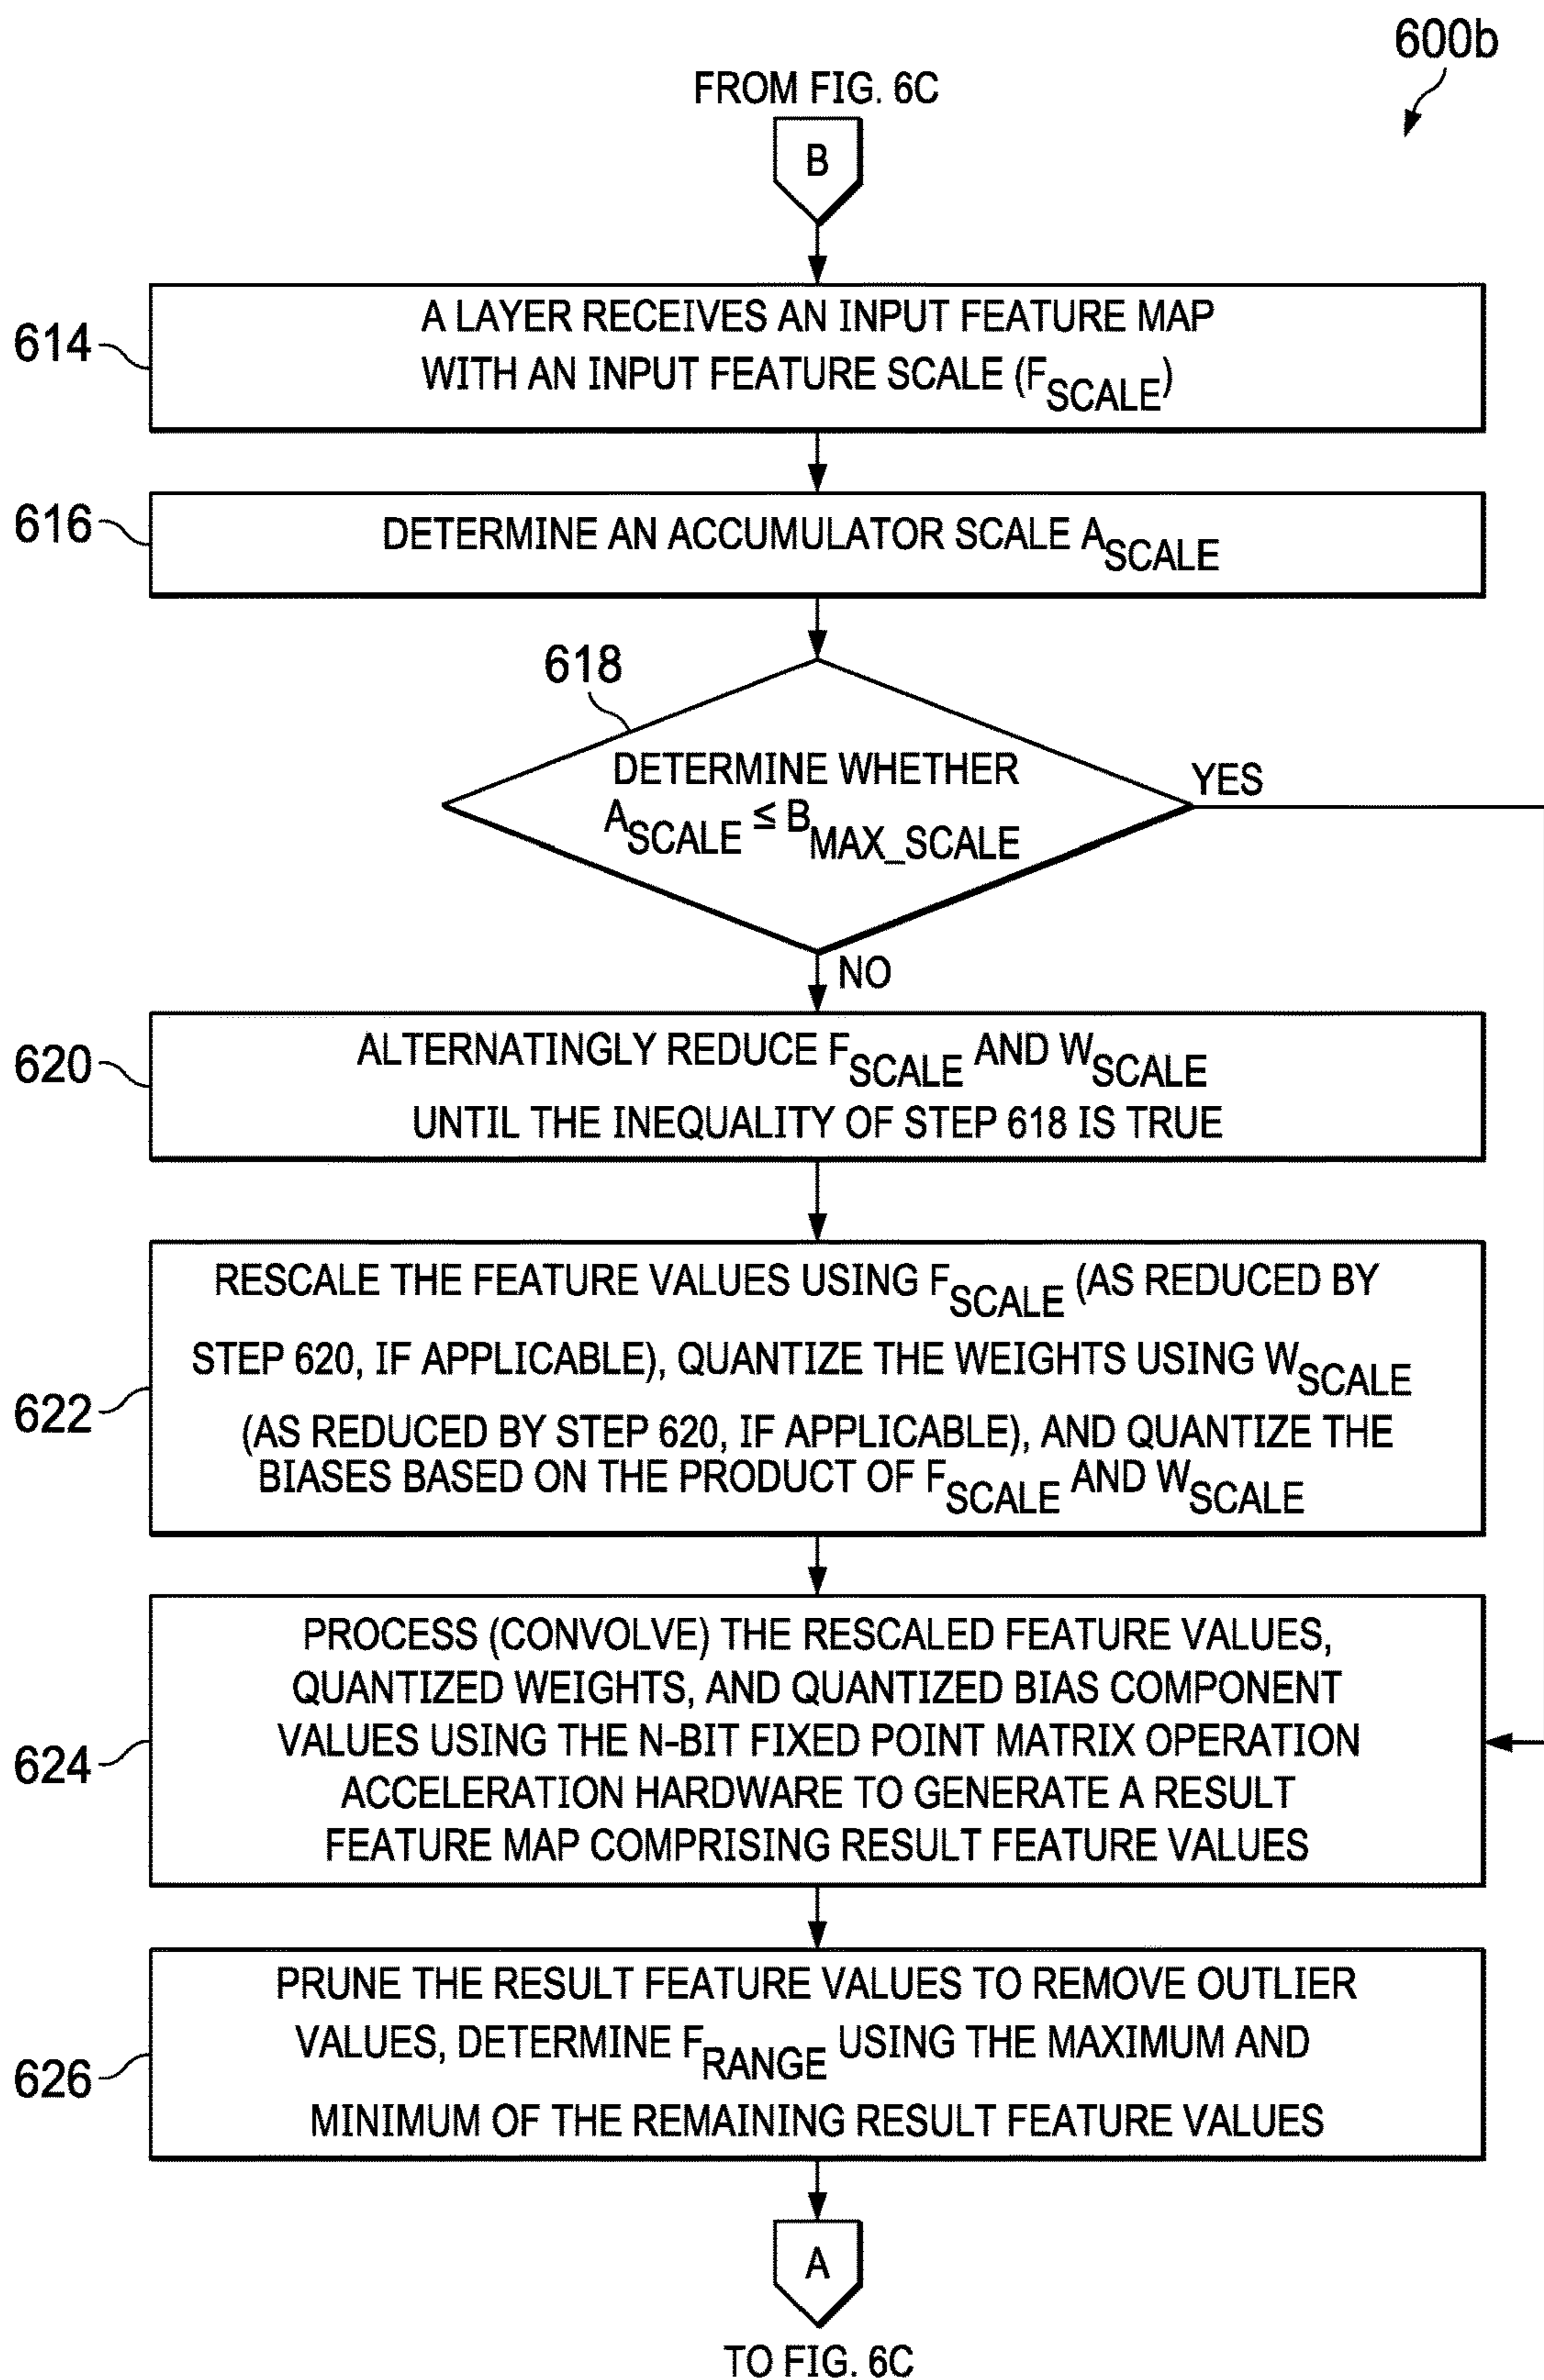 600b
FROM FIG. 6C
B
614
A LAYER RECEIVES AN INPUT FEATURE MAP
WITH AN INPUT FEATURE SCALE (FSCALE)
616
DETERMINE AN ACCUMULATOR SCALE ASCALE
618
DETERMINE WHETHER
ASCALE ≤ BMAX_SCALE
YES
NO
620
ALTERNATINGLY REDUCE FSCALE AND WSCALE
UNTIL THE INEQUALITY OF STEP 618 IS TRUE
622
RESCALE THE FEATURE VALUES USING FSCALE (AS REDUCED BY
STEP 620, IF APPLICABLE), QUANTIZE THE WEIGHTS USING WSCALE
(AS REDUCED BY STEP 620, IF APPLICABLE), AND QUANTIZE THE
BIASES BASED ON THE PRODUCT OF FSCALE AND WSCALE
624
PROCESS (CONVOLVE) THE RESCALED FEATURE VALUES,
QUANTIZED WEIGHTS, AND QUANTIZED BIAS COMPONENT
VALUES USING THE N-BIT FIXED POINT MATRIX OPERATION
ACCELERATION HARDWARE TO GENERATE A RESULT
FEATURE MAP COMPRISING RESULT FEATURE VALUES
626
PRUNE THE RESULT FEATURE VALUES TO REMOVE OUTLIER
VALUES, DETERMINE FRANGE USING THE MAXIMUM AND
MINIMUM OF THE REMAINING RESULT FEATURE VALUES
A
TO FIG. 6C